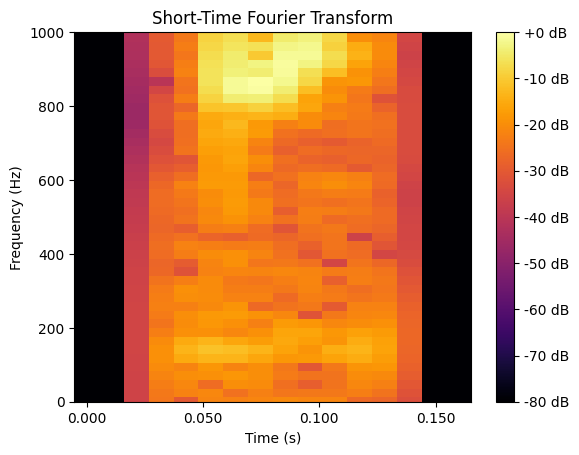 Short-Time Fourier Transform
1000
800
600
400
200
0
Frequency (Hz)
0.000
0.050
0.100
0.150
Time (s)
+0 dB
-10 dB
-20 dB
-30 dB
-40 dB
-50 dB
-60 dB
-70 dB
-80 dB